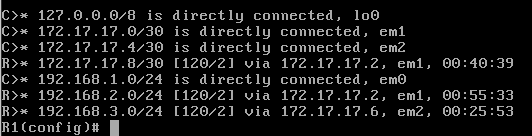 C>* 127.0.0.0/8 is directly connected, lo0
C>* 172.17.17.0/30 is directly connected, em1
C>* 172.17.17.4/30 is directly connected, em2
R>* 172.17.17.8/30 [120/2] via 172.17.17.2, em1, 00:40:39
C>* 192.168.1.0/24 is directly connected, em0
R>* 192.168.2.0/24 [120/2] via 172.17.17.2, em1, 00:55:33
R>* 192.168.3.0/24 [120/2] via 172.17.17.6, em2, 00:25:53
R1(config)#